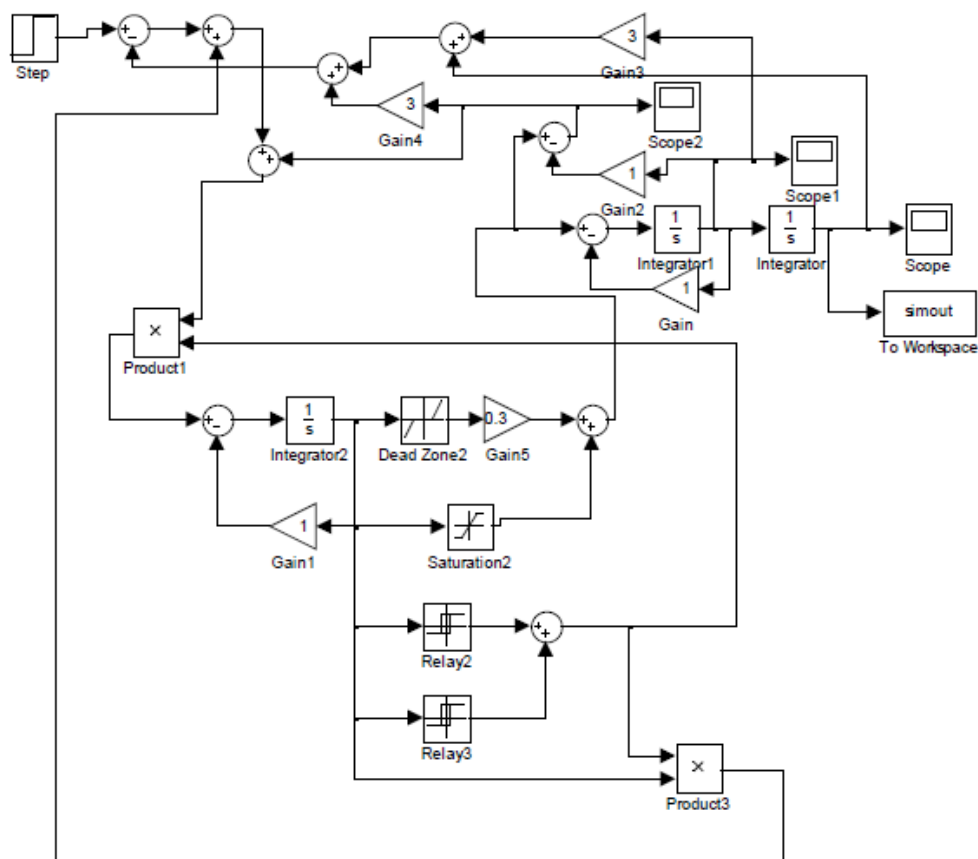 Step
3
Gain3
3
Gain4
Scope2
1
Gain2
Scope1
1
s
Integrator1
1
s
Integrator
Scope
1
Gain
simout
To Workspace
×
Product1
1
s
Integrator2
Dead Zone2
0.3
Gain5
1
Gain1
Saturation2
Relay2
Relay3
×
Product3